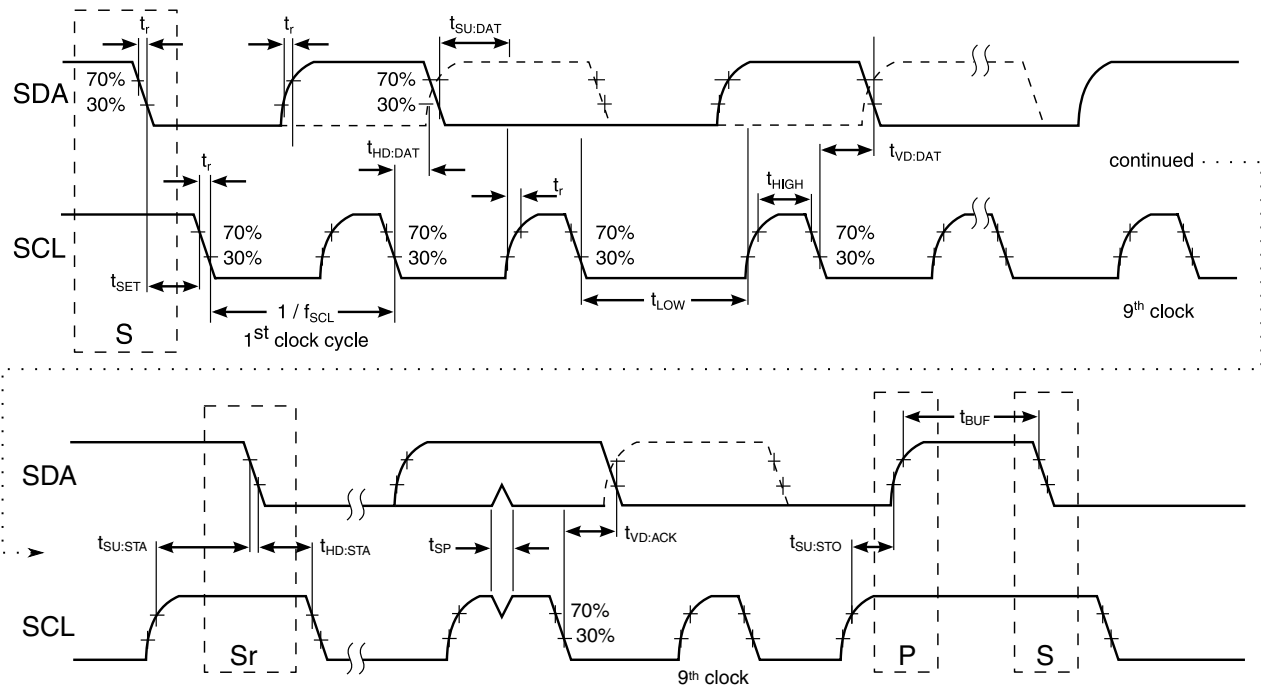 tr tr tSU:DAT
SDA 70% 70%
30% 30%
tHD:DAT tVD:DAT
continued
tr tr tHIGH
SCL 70% 70% 70% 70%
30% 30% 30% 30%
tSET tLOW
1 / fSCL 9th clock
S 1st clock cycle
tBUF
SDA
tSU:STA tHD:STA tSP tVD:ACK tSU:STO
SCL 70%
30%
Sr P S
9th clock